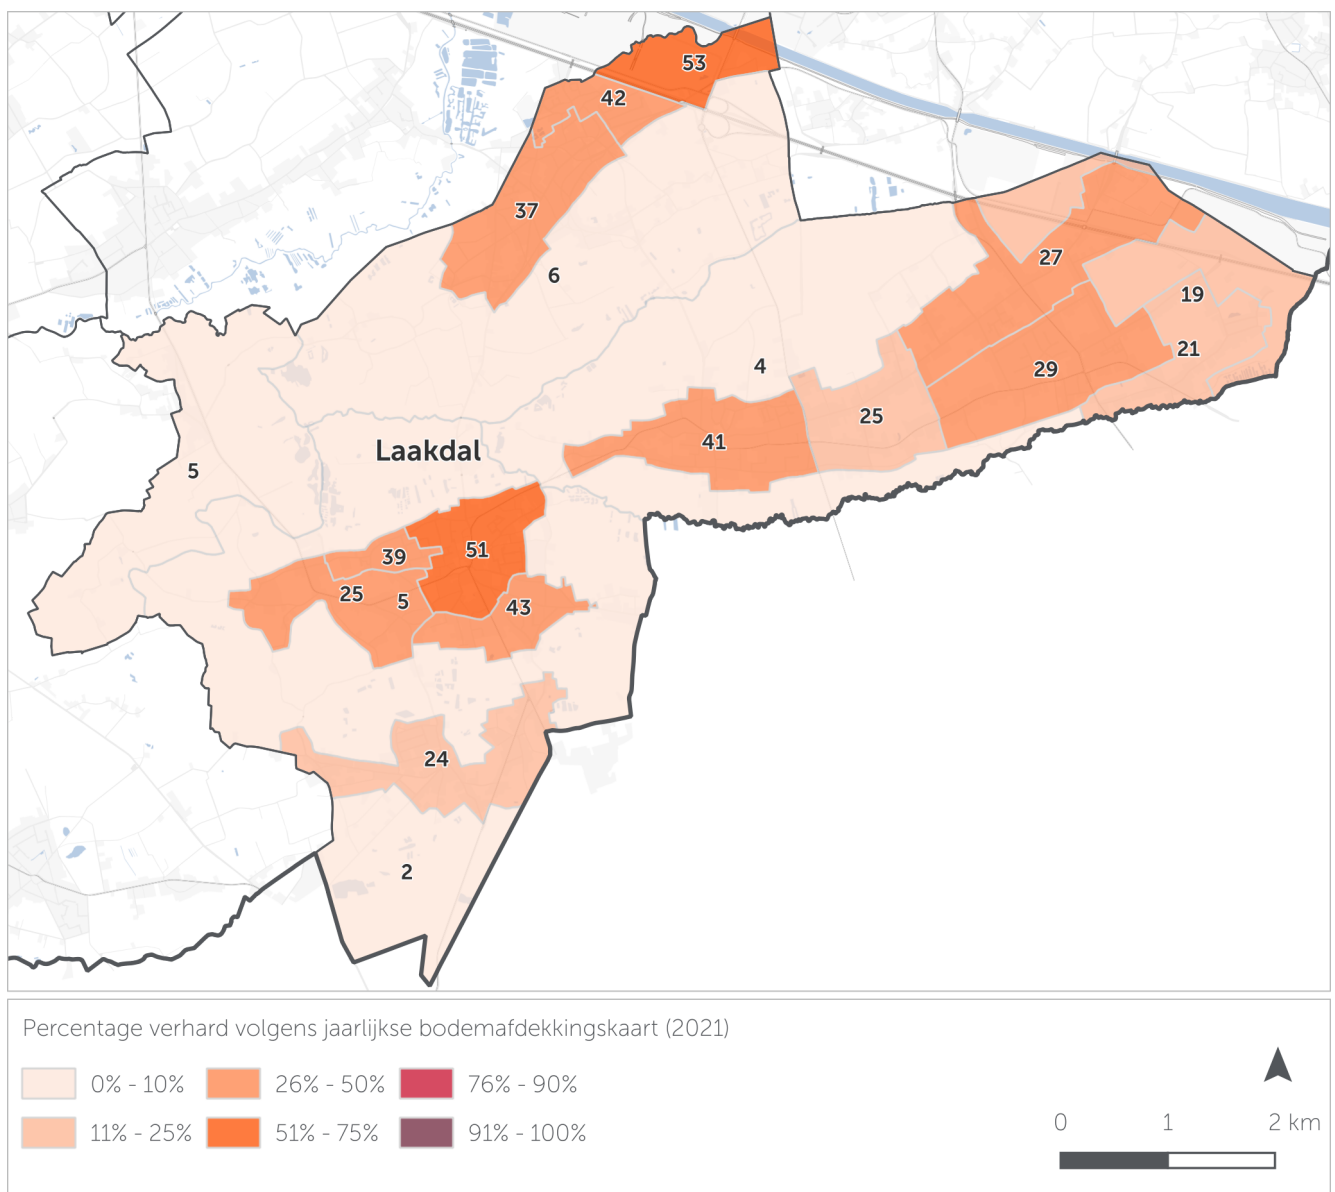 53
42
37
6
27
19
21
4
29
25
41
Laakdal
5
39
51
25
5
43
24
2
Percentage verhard volgens jaarlijkse bodemafdekkingskaart (2021)
0% - 10%
26% - 50%
76% - 90%
11% - 25%
51% - 75%
91% - 100%
0
1
2 km